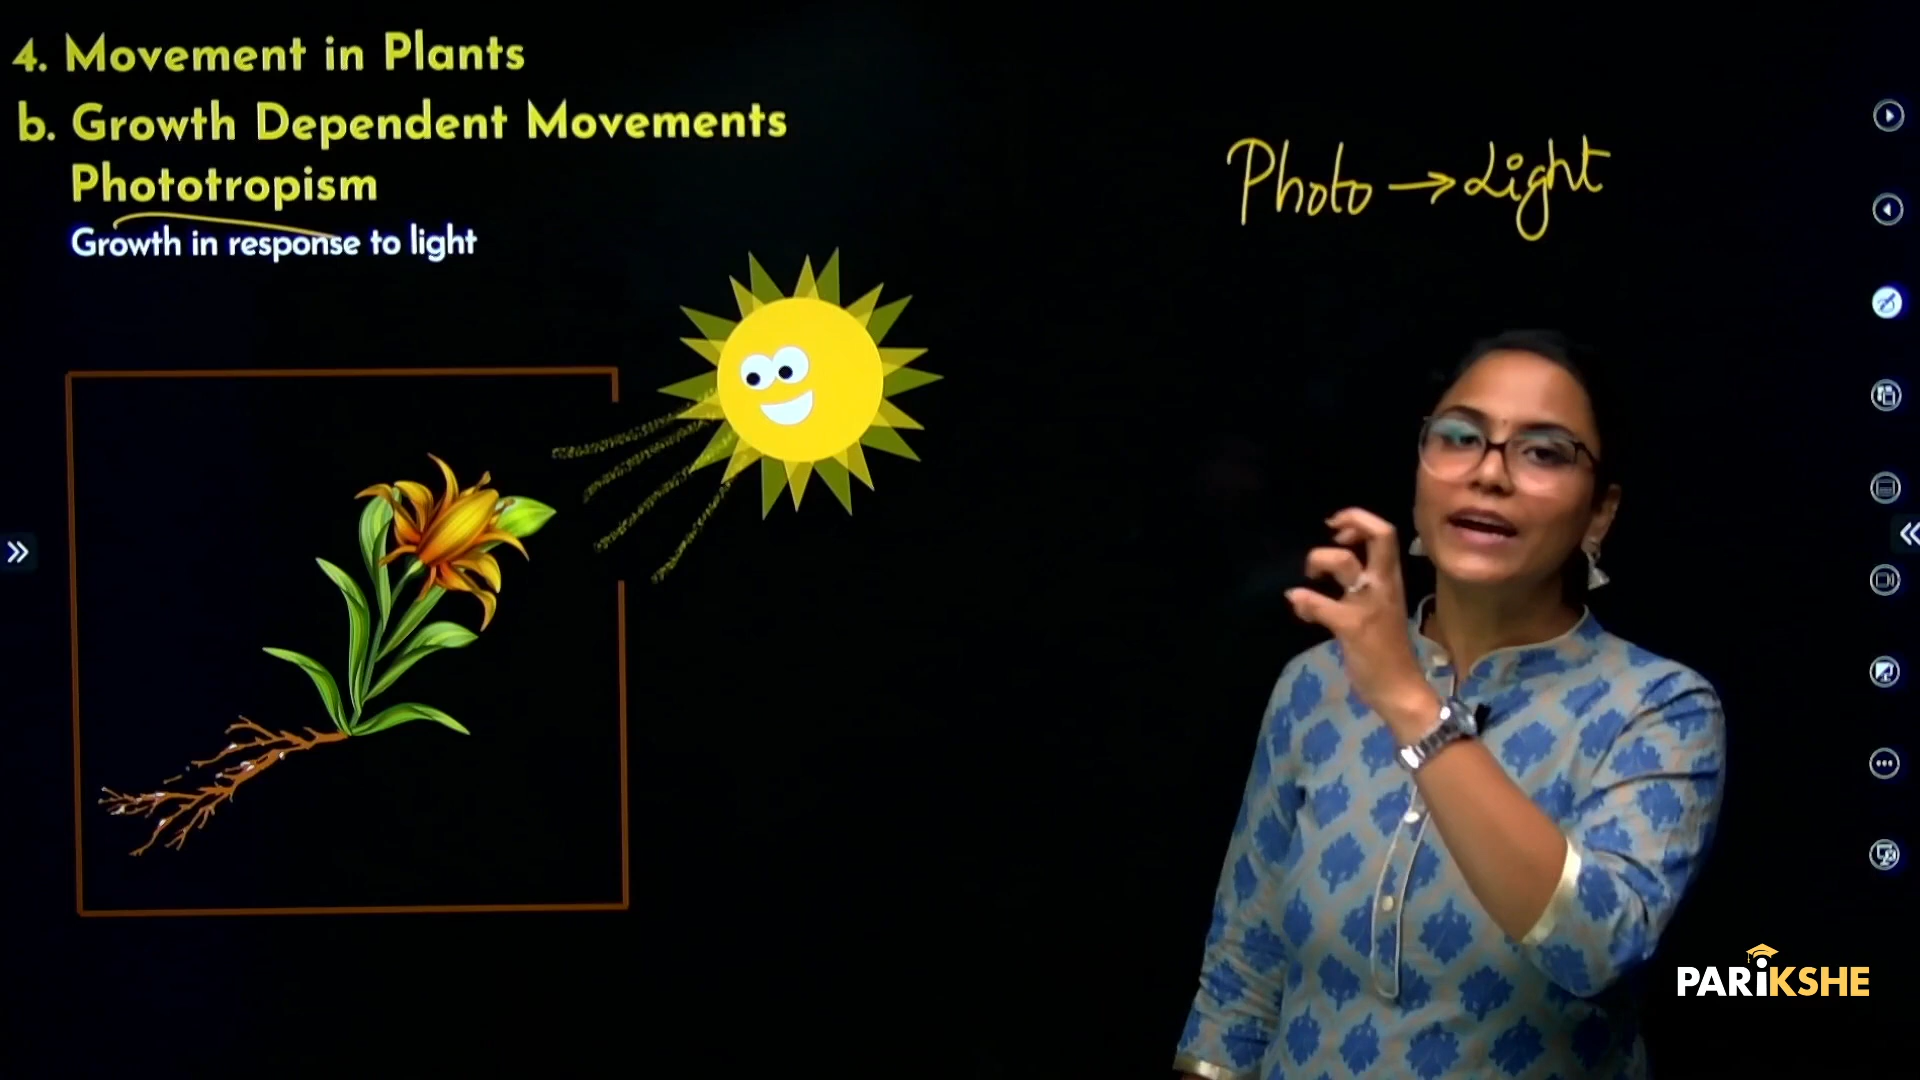 4. Movement in Plants
b. Growth Dependent Movements
Phototropism
Growth in response to light
Photo → Light
PARiKSHE